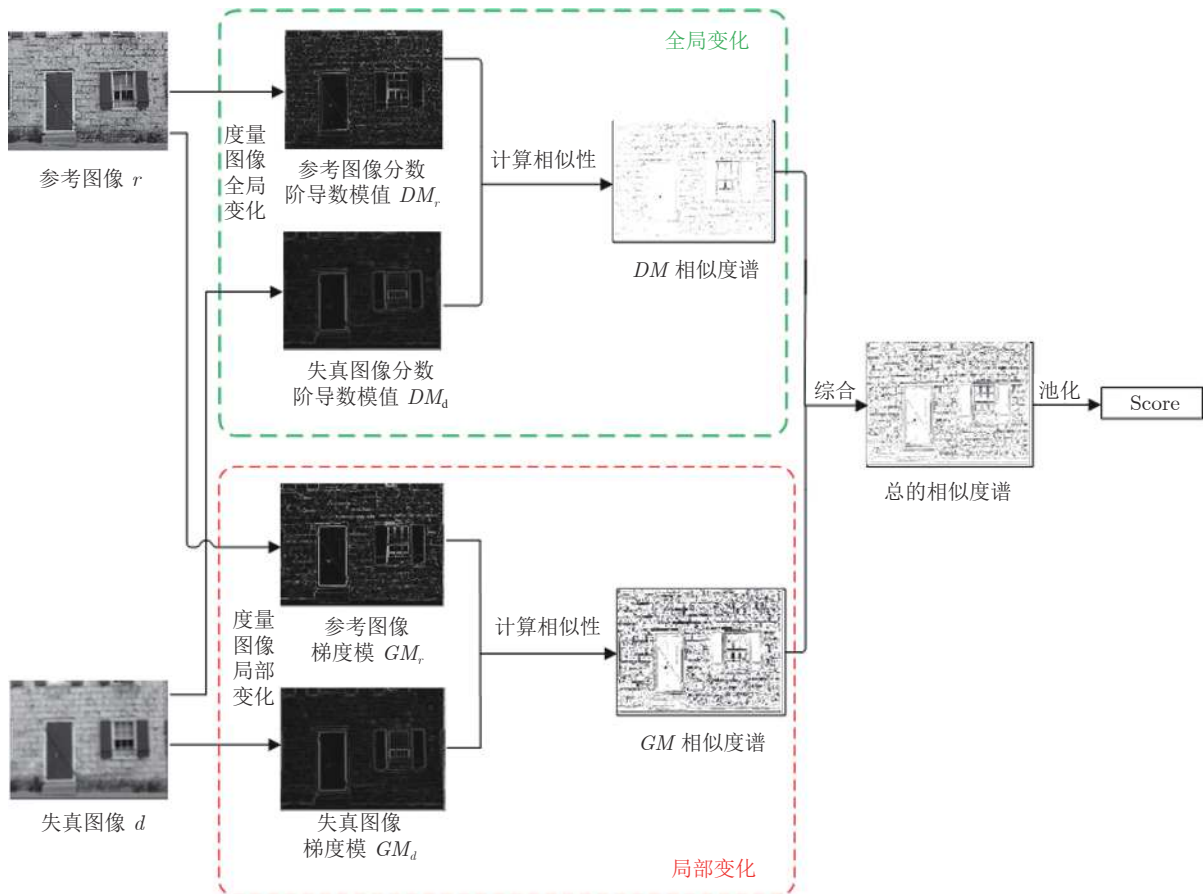 全局变化
参考图像 r
度量
图像
全局
变化
参考图像分数
阶导数模值 DMr
计算相似性
DM 相似度谱
失真图像分数
阶导数模值 DMd
综合
总的相似度谱
池化
Score
度量
图像
局部
变化
参考图像
梯度模 GMr
计算相似性
GM 相似度谱
失真图像 d
失真图像
梯度模 GMd
局部变化